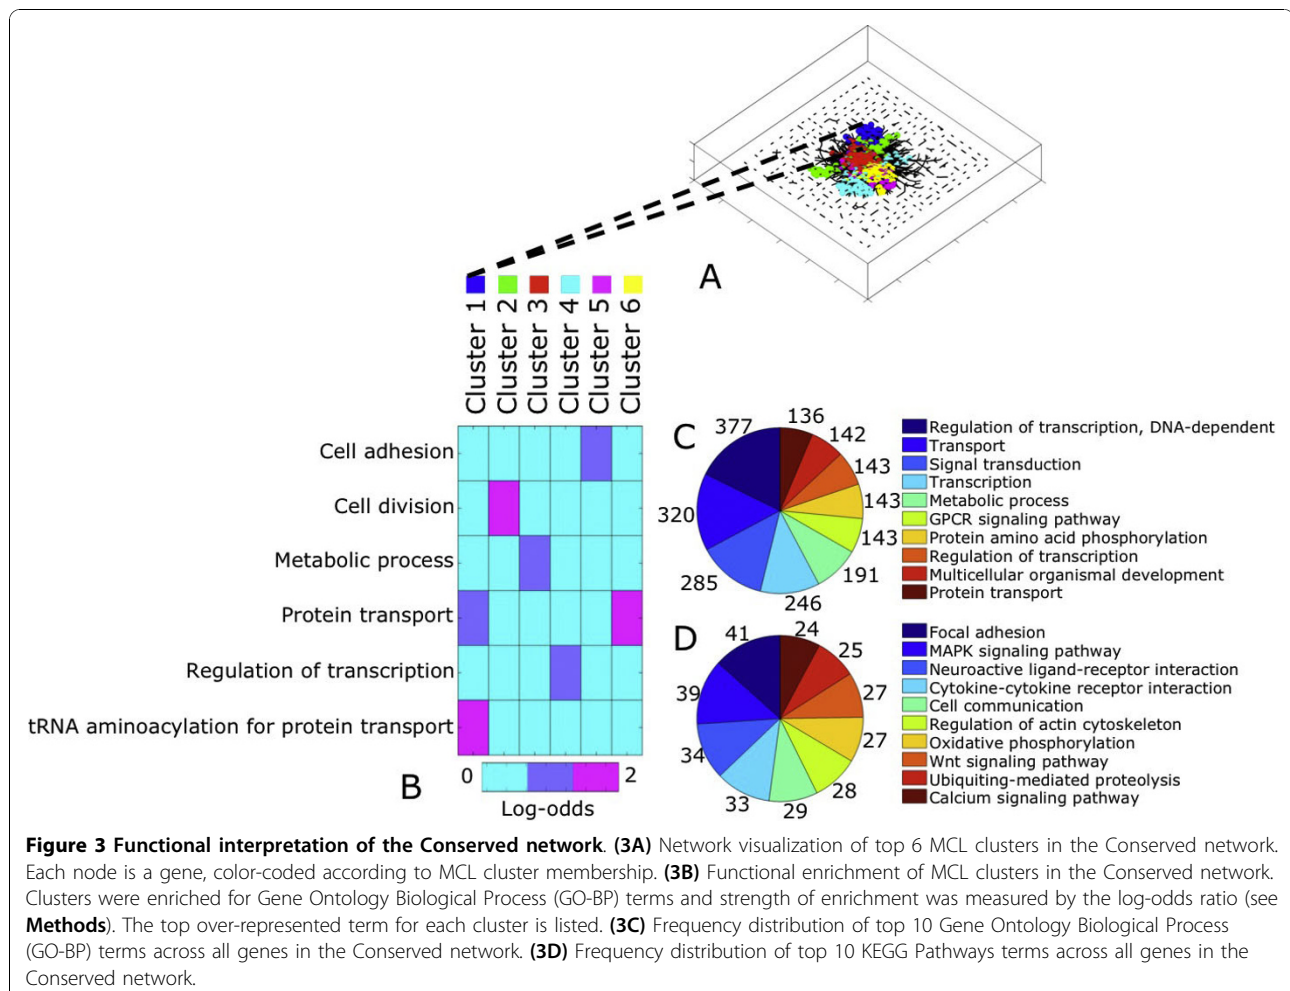 A
Cluster 1
Cluster 2
Cluster 3
Cluster 4
Cluster 5
Cluster 6
Cell adhesion
Cell division
Metabolic process
Protein transport
Regulation of transcription
tRNA aminoacylation for protein transport
B
0
2
Log-odds
C
377
136
142
143
143
143
191
246
285
320
Regulation of transcription, DNA-dependent
Transport
Signal transduction
Transcription
Metabolic process
GPCR signaling pathway
Protein amino acid phosphorylation
Regulation of transcription
Multicellular organismal development
Protein transport
D
41
24
25
27
27
28
29
33
34
39
Focal adhesion
MAPK signaling pathway
Neuroactive ligand-receptor interaction
Cytokine-cytokine receptor interaction
Cell communication
Regulation of actin cytoskeleton
Oxidative phosphorylation
Wnt signaling pathway
Ubiquiting-mediated proteolysis
Calcium signaling pathway
Figure 3 Functional interpretation of the Conserved network. (3A) Network visualization of top 6 MCL clusters in the Conserved network.
Each node is a gene, color-coded according to MCL cluster membership. (3B) Functional enrichment of MCL clusters in the Conserved network.
Clusters were enriched for Gene Ontology Biological Process (GO-BP) terms and strength of enrichment was measured by the log-odds ratio (see
Methods). The top over-represented term for each cluster is listed. (3C) Frequency distribution of top 10 Gene Ontology Biological Process
(GO-BP) terms across all genes in the Conserved network. (3D) Frequency distribution of top 10 KEGG Pathways terms across all genes in the
Conserved network.